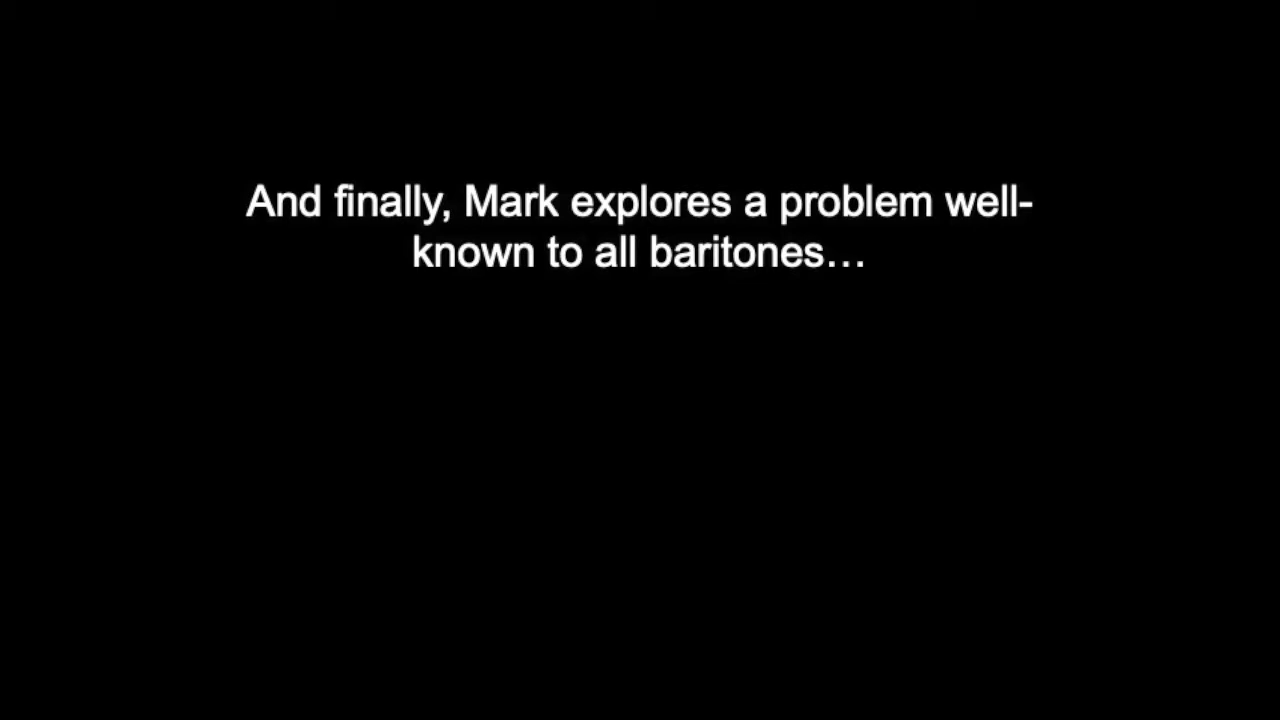 And finally, Mark explores a problem well-
known to all baritones…